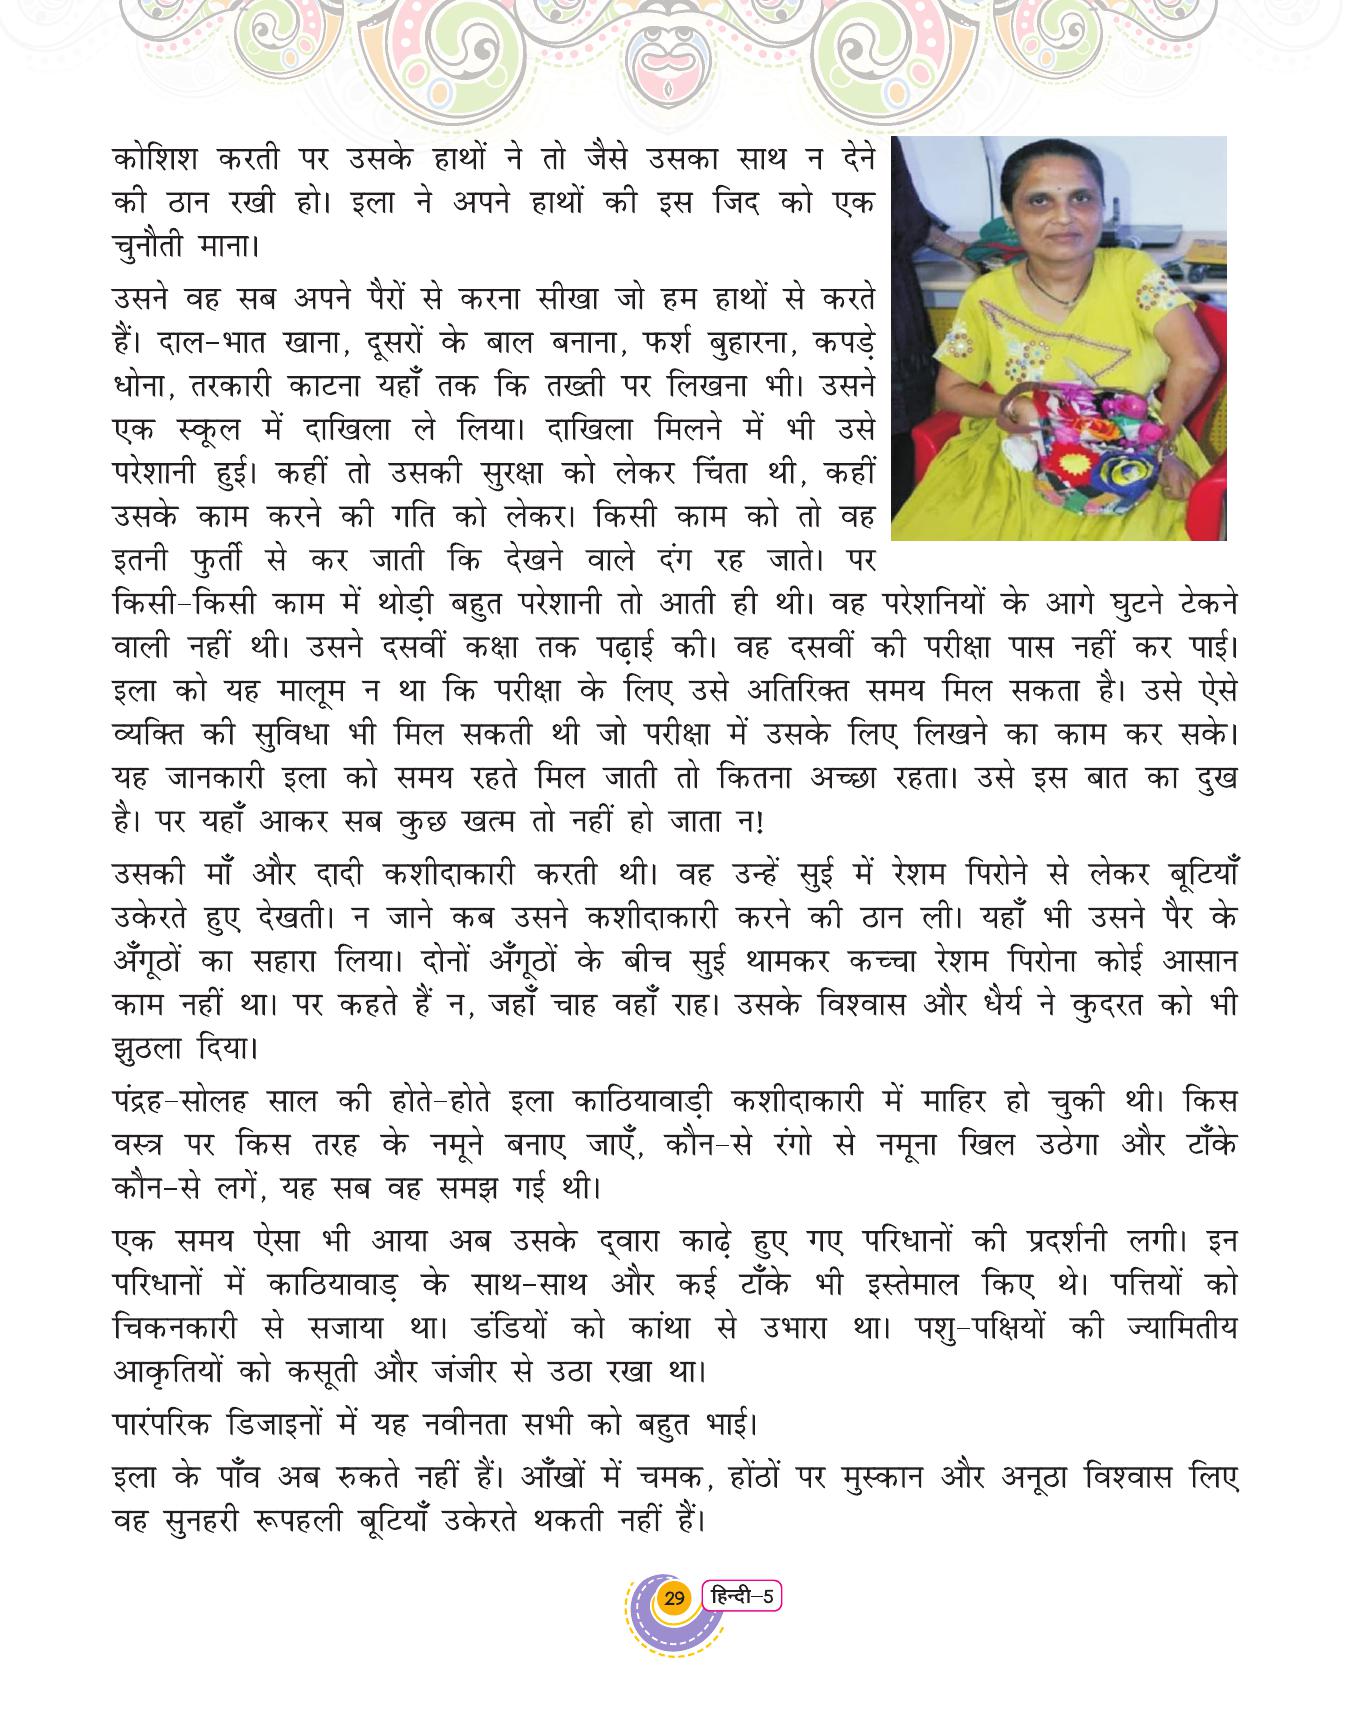 कोशिश करती पर उसके हाथों ने तो जैसे उसका साथ न देने
की ठान रखी हो। इला ने अपने हाथों की इस जिद को एक
चुनौती माना।
उसने वह सब अपने पैरों से करना सीखा जो हम हाथों से करते
हैं। दाल-भात खाना, दूसरों के बाल बनाना, फर्श बुहारना, कपड़े
धोना, तरकारी काटना यहाँ तक कि तख्ती पर लिखना भी। उसने
एक स्कूल में दाखिला ले लिया। दाखिला मिलने में भी उसे
परेशानी हुई। कहीं तो उसकी सुरक्षा को लेकर चिंता थी, कहीं
उसके काम करने की गति को लेकर। किसी काम को तो वह
इतनी फुर्ती से कर जाती कि देखने वाले दंग रह जाते। पर
किसी-किसी काम में थोड़ी बहुत परेशानी तो आती ही थी। वह परेशनियों के आगे घुटने टेकने
वाली नहीं थी। उसने दसवीं कक्षा तक पढ़ाई की। वह दसवीं की परीक्षा पास नहीं कर पाई।
इला को यह मालूम न था कि परीक्षा के लिए उसे अतिरिक्त समय मिल सकता है। उसे ऐसे
व्यक्ति की सुविधा भी मिल सकती थी जो परीक्षा में उसके लिए लिखने का काम कर सके।
यह जानकारी इला को समय रहते मिल जाती तो कितना अच्छा रहता। उसे इस बात का दुख
है। पर यहाँ आकर सब कुछ खत्म तो नहीं हो जाता न!
उसकी माँ और दादी कशीदाकारी करती थी। वह उन्हें सुई में रेशम पिरोने से लेकर बूटियाँ
उकेरते हुए देखती। न जाने कब उसने कशीदाकारी करने की ठान ली। यहाँ भी उसने पैर के
अँगूठों का सहारा लिया। दोनों अँगूठों के बीच सुई थामकर कच्चा रेशम पिरोना कोई आसान
काम नहीं था। पर कहते हैं न, जहाँ चाह वहाँ राह। उसके विश्वास और धैर्य ने कुदरत को भी
झुठला दिया।
पंद्रह-सोलह साल की होते-होते इला काठियावाड़ी कशीदाकारी में माहिर हो चुकी थी। किस
वस्त्र पर किस तरह के नमूने बनाए जाएँ, कौन-से रंगो से नमूना खिल उठेगा और टाँके
कौन-से लगें, यह सब वह समझ गई थी।
एक समय ऐसा भी आया अब उसके द्वारा काढ़े हुए गए परिधानों की प्रदर्शनी लगी। इन
परिधानों में काठियावाड़ के साथ-साथ और कई टाँके भी इस्तेमाल किए थे। पत्तियों को
चिकनकारी से सजाया था। डंडियों को कांथा से उभारा था। पशु-पक्षियों की ज्यामितीय
आकृतियों को कसूती और जंजीर से उठा रखा था।
पारंपरिक डिजाइनों में यह नवीनता सभी को बहुत भाई।
इला के पाँव अब रुकते नहीं हैं। आँखों में चमक, होंठों पर मुस्कान और अनूठा विश्वास लिए
वह सुनहरी रूपहली बूटियाँ उकेरते थकती नहीं हैं।
29 हिन्दी-5